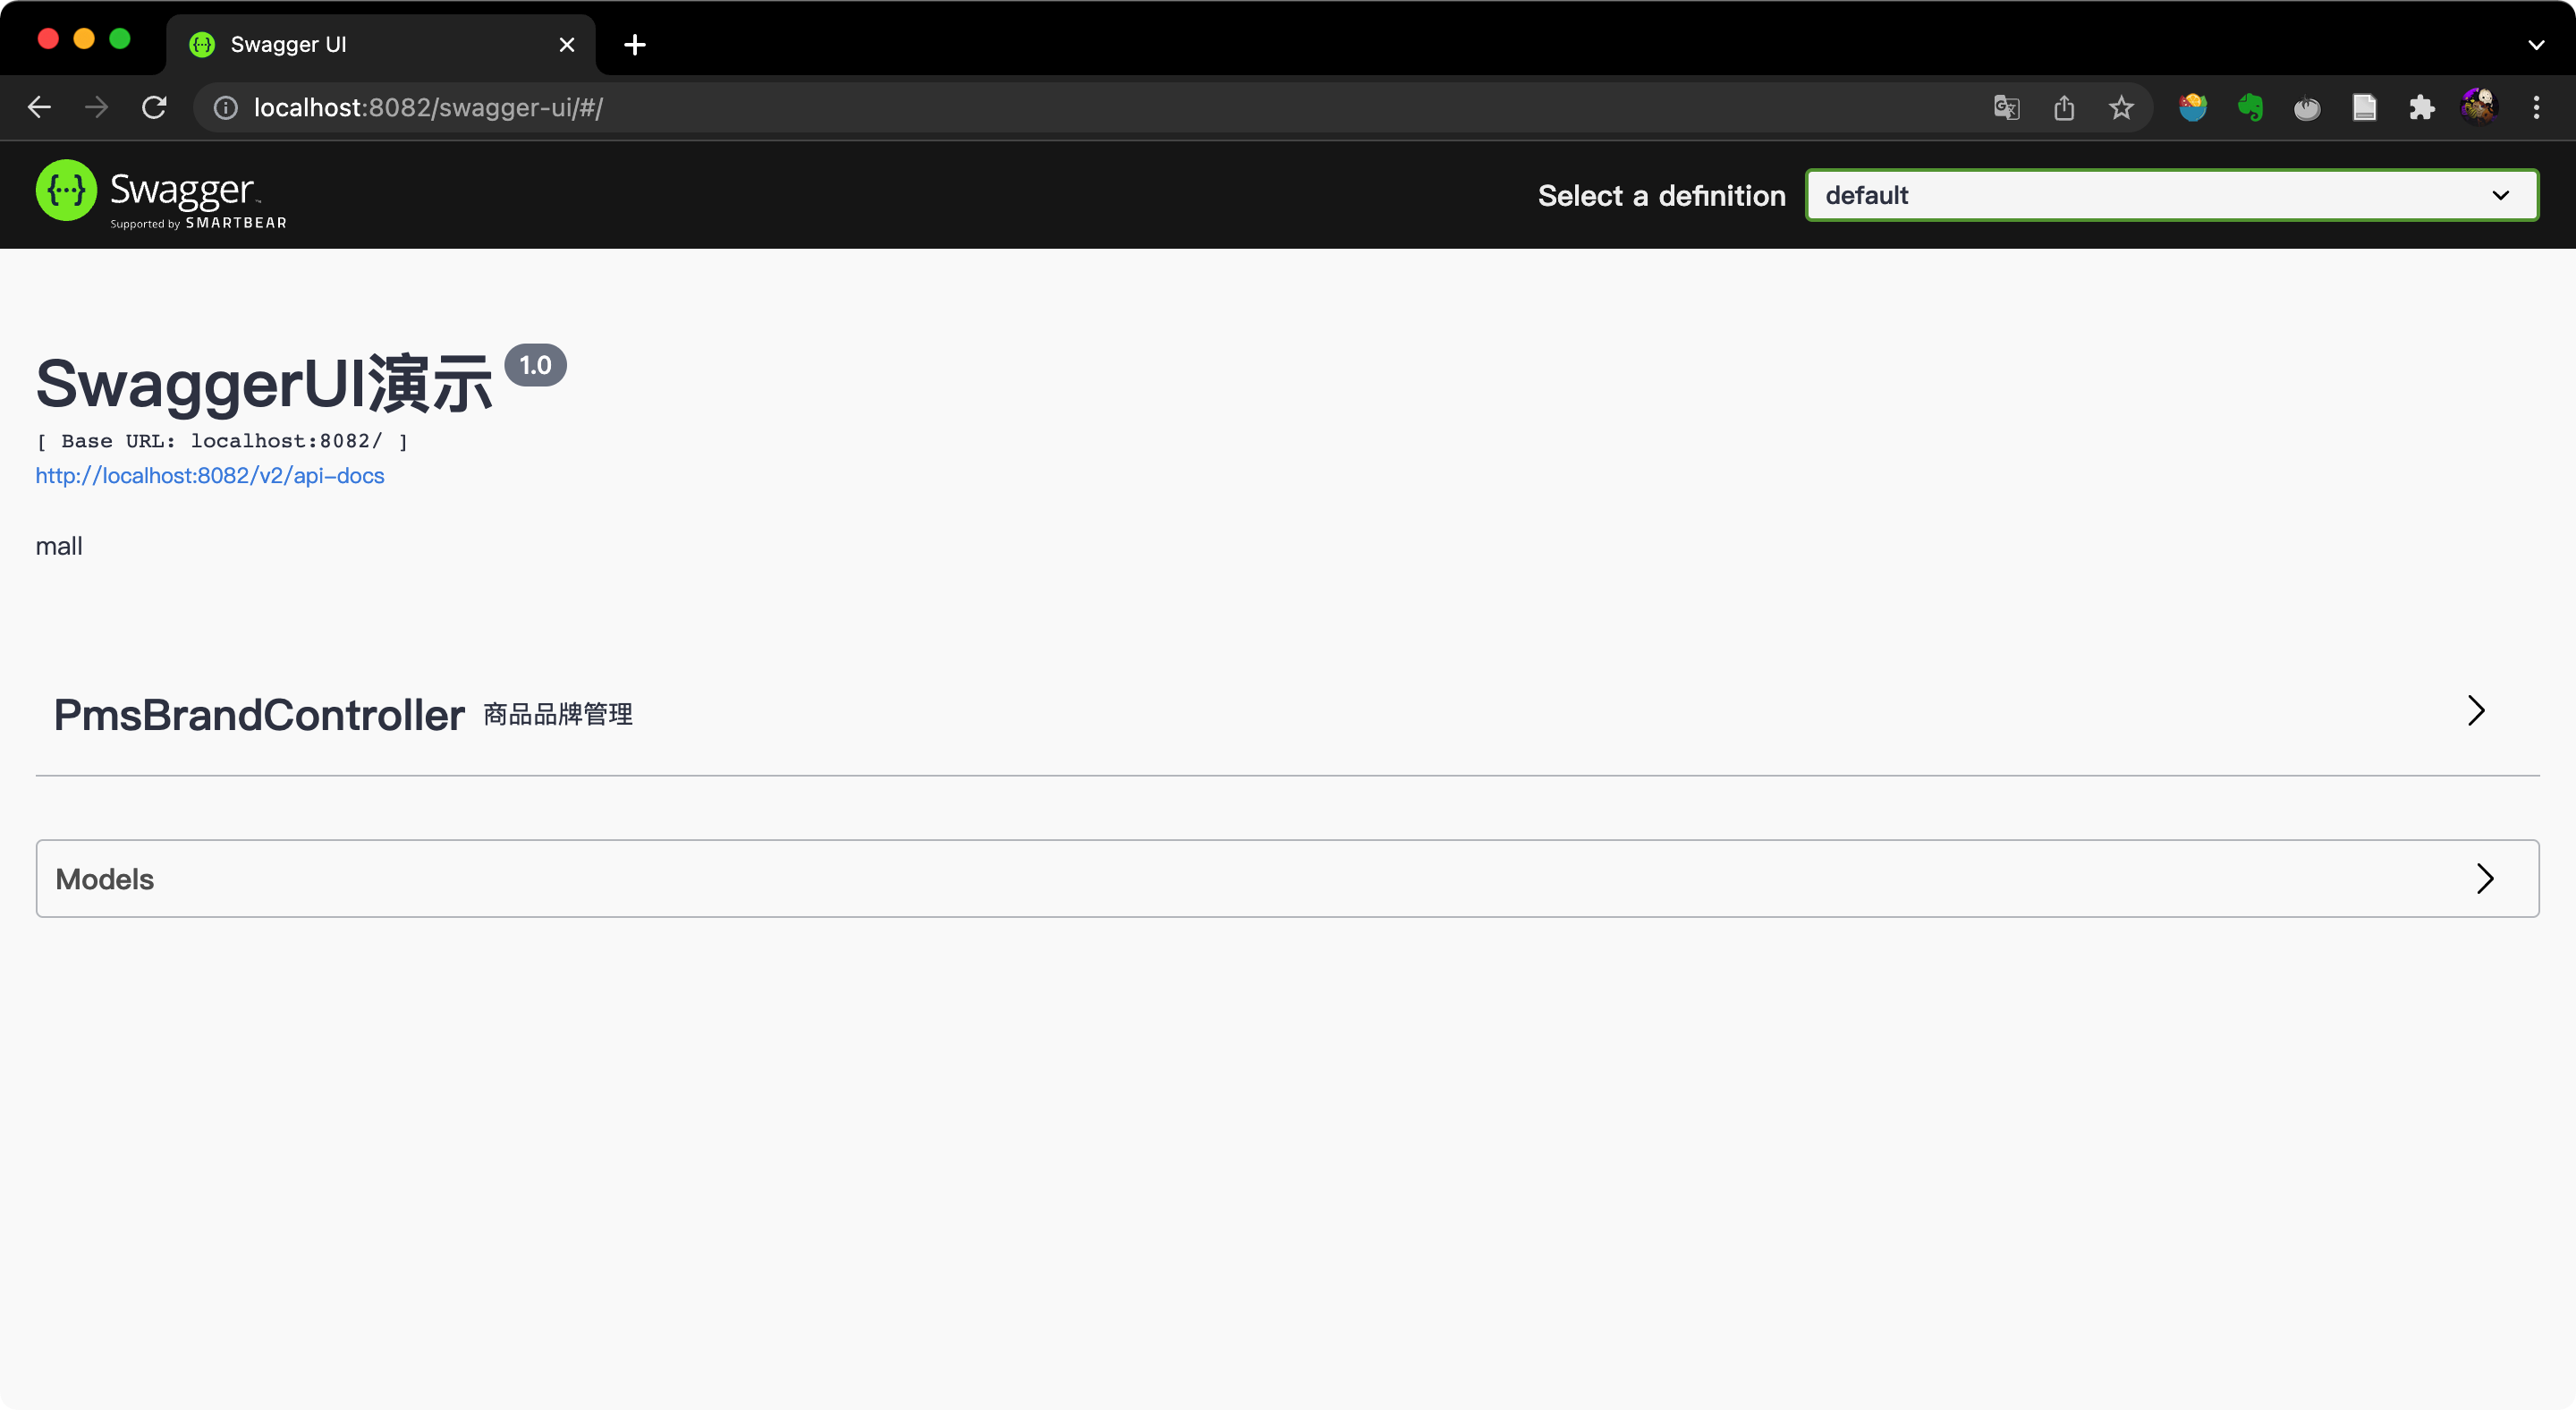 Swagger UI
localhost:8082/swagger-ui/#/
Swagger
Supported by SMARTBEAR
Select a definition
default
SwaggerUI演示 1.0
[ Base URL: localhost:8082/ ]
http://localhost:8082/v2/api-docs
mall
PmsBrandController 商品品牌管理
Models